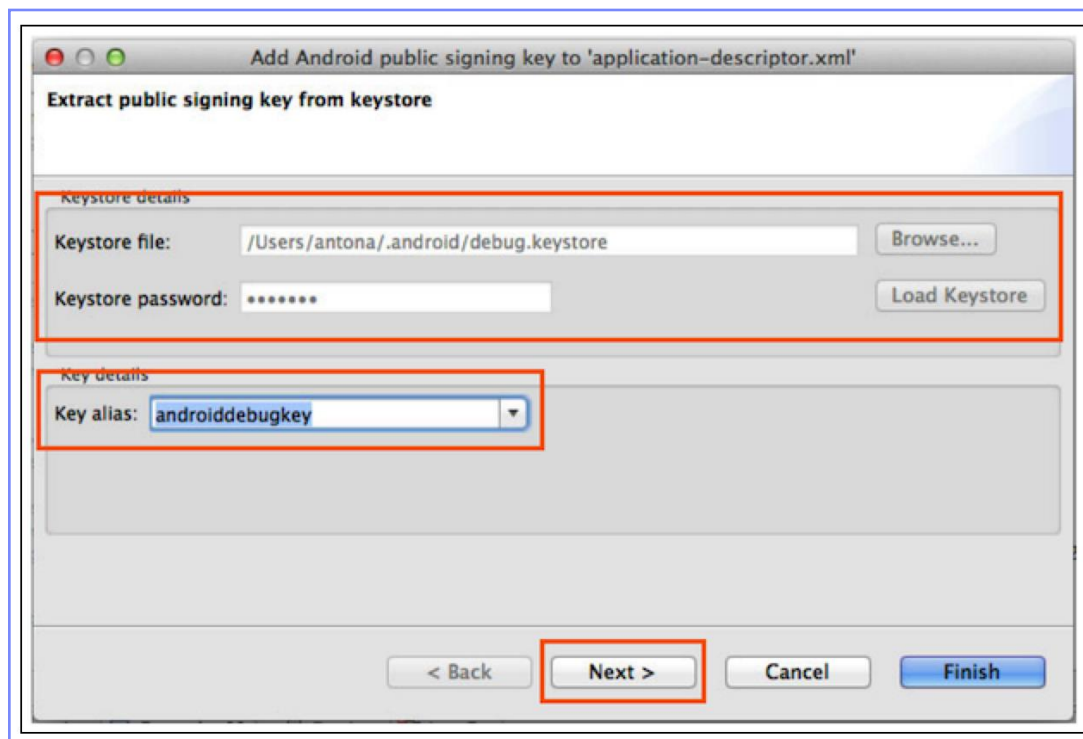 Add Android public signing key to 'application-descriptor.xml'
Extract public signing key from keystore
Keystore details
Keystore file: /Users/antona/.android/debug.keystore Browse...
Keystore password: ••••••• Load Keystore
Key details
Key alias: androiddebugkey
< Back Next > Cancel Finish